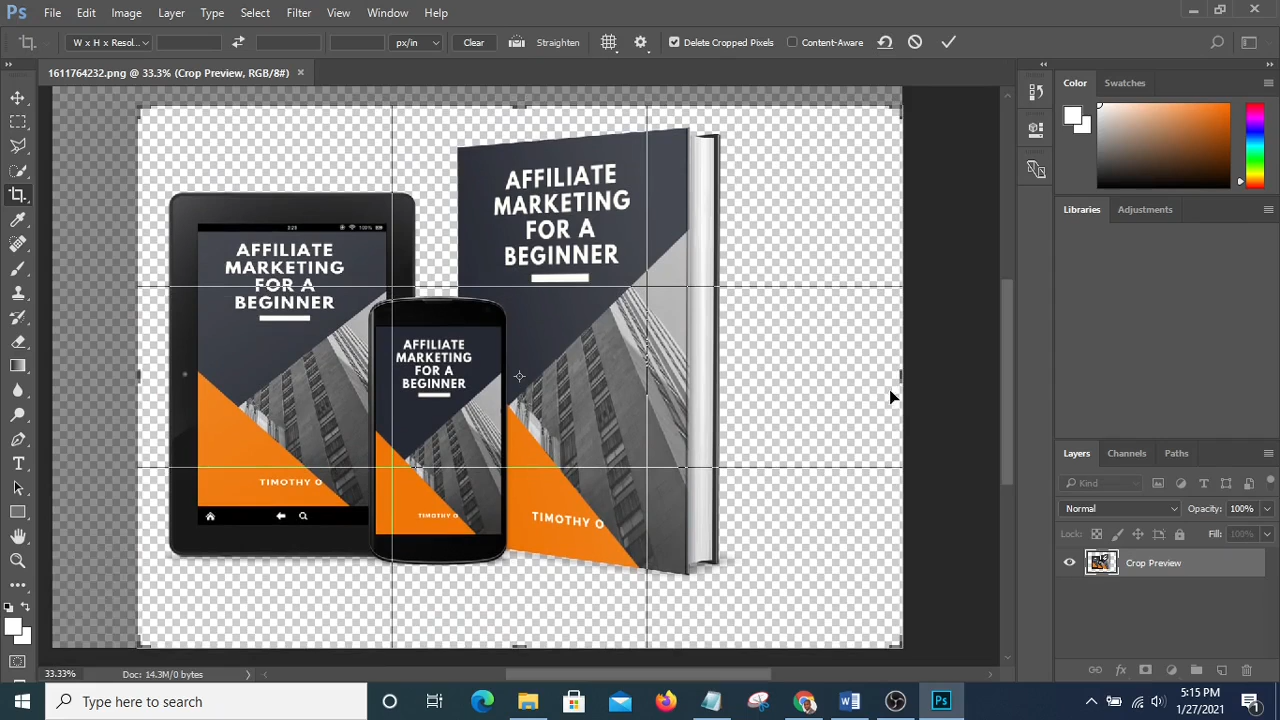 Ps File Edit Image Layer Type Select Filter View Window Help
W x H x Resol... px/in Clear Straighten Delete Cropped Pixels Content-Aware
1611764232.png @ 33.3% (Crop Preview, RGB/8#) ×
Color Swatches
Libraries Adjustments
Layers Channels Paths
Kind
Normal Opacity: 100%
Lock: Fill: 100%
Crop Preview
AFFILIATE
MARKETING
FOR A
BEGINNER
TIMOTHY O
AFFILIATE
MARKETING
FOR A
BEGINNER
TIMOTHY O
AFFILIATE
MARKETING
FOR A
BEGINNER
TIMOTHY O
33.33% Doc: 14.3M/0 bytes
Type here to search
Ps
5:15 PM
1/27/2021